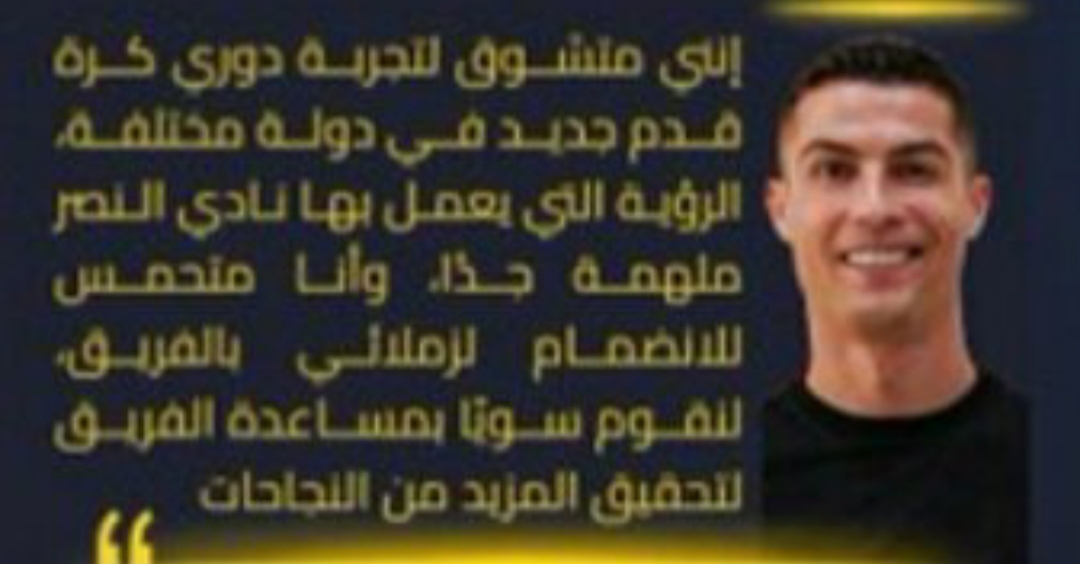 إنني متشوق لتجربة دوري كرة
قدم جديد في دولة مختلفة،
الرؤية التي يعمل بها نادي النصر
ملهمة جدًا، وأنا متحمس
للانضمام لزملائي بالفريق،
لنقوم سويًا بمساعدة الفريق
لتحقيق المزيد من النجاحات
“